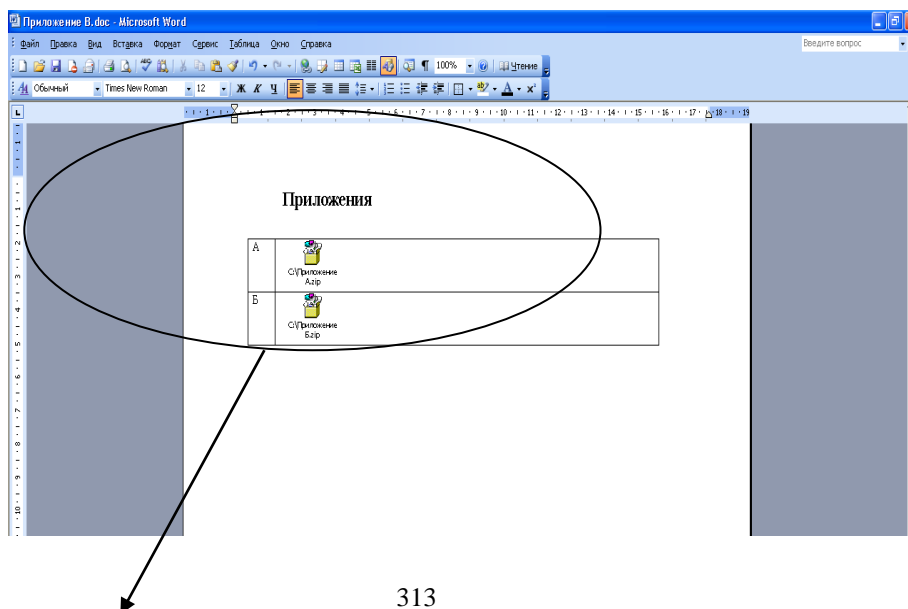 Приложение В.doc - Microsoft Word
Файл Правка Вид Вставка Формат Сервис Таблица Окно Справка Введите вопрос
100% Чтение
Обычный Times New Roman 12 Ж К Ч
Приложения
А
С:\Приложение
А.zip
Б
С:\Приложение
Б.zip
313